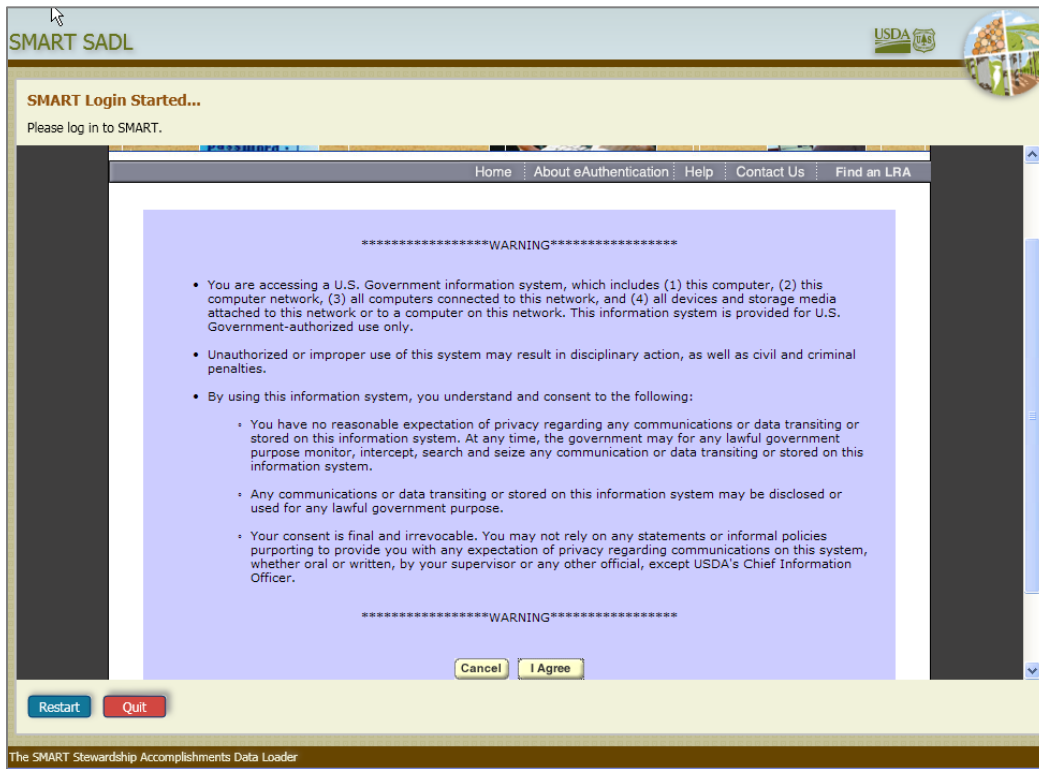 SMART SADL
USDA
UAS
SMART Login Started...
Please log in to SMART.
Home About eAuthentication Help Contact Us Find an LRA
*****************WARNING*****************
• You are accessing a U.S. Government information system, which includes (1) this computer, (2) this
computer network, (3) all computers connected to this network, and (4) all devices and storage media
attached to this network or to a computer on this network. This information system is provided for U.S.
Government-authorized use only.
• Unauthorized or improper use of this system may result in disciplinary action, as well as civil and criminal
penalties.
• By using this information system, you understand and consent to the following:
◦ You have no reasonable expectation of privacy regarding any communications or data transiting or
stored on this information system. At any time, the government may for any lawful government
purpose monitor, intercept, search and seize any communication or data transiting or stored on this
information system.
◦ Any communications or data transiting or stored on this information system may be disclosed or
used for any lawful government purpose.
◦ Your consent is final and irrevocable. You may not rely on any statements or informal policies
purporting to provide you with any expectation of privacy regarding communications on this system,
whether oral or written, by your supervisor or any other official, except USDA's Chief Information
Officer.
*****************WARNING*****************
Cancel I Agree
Restart Quit
The SMART Stewardship Accomplishments Data Loader